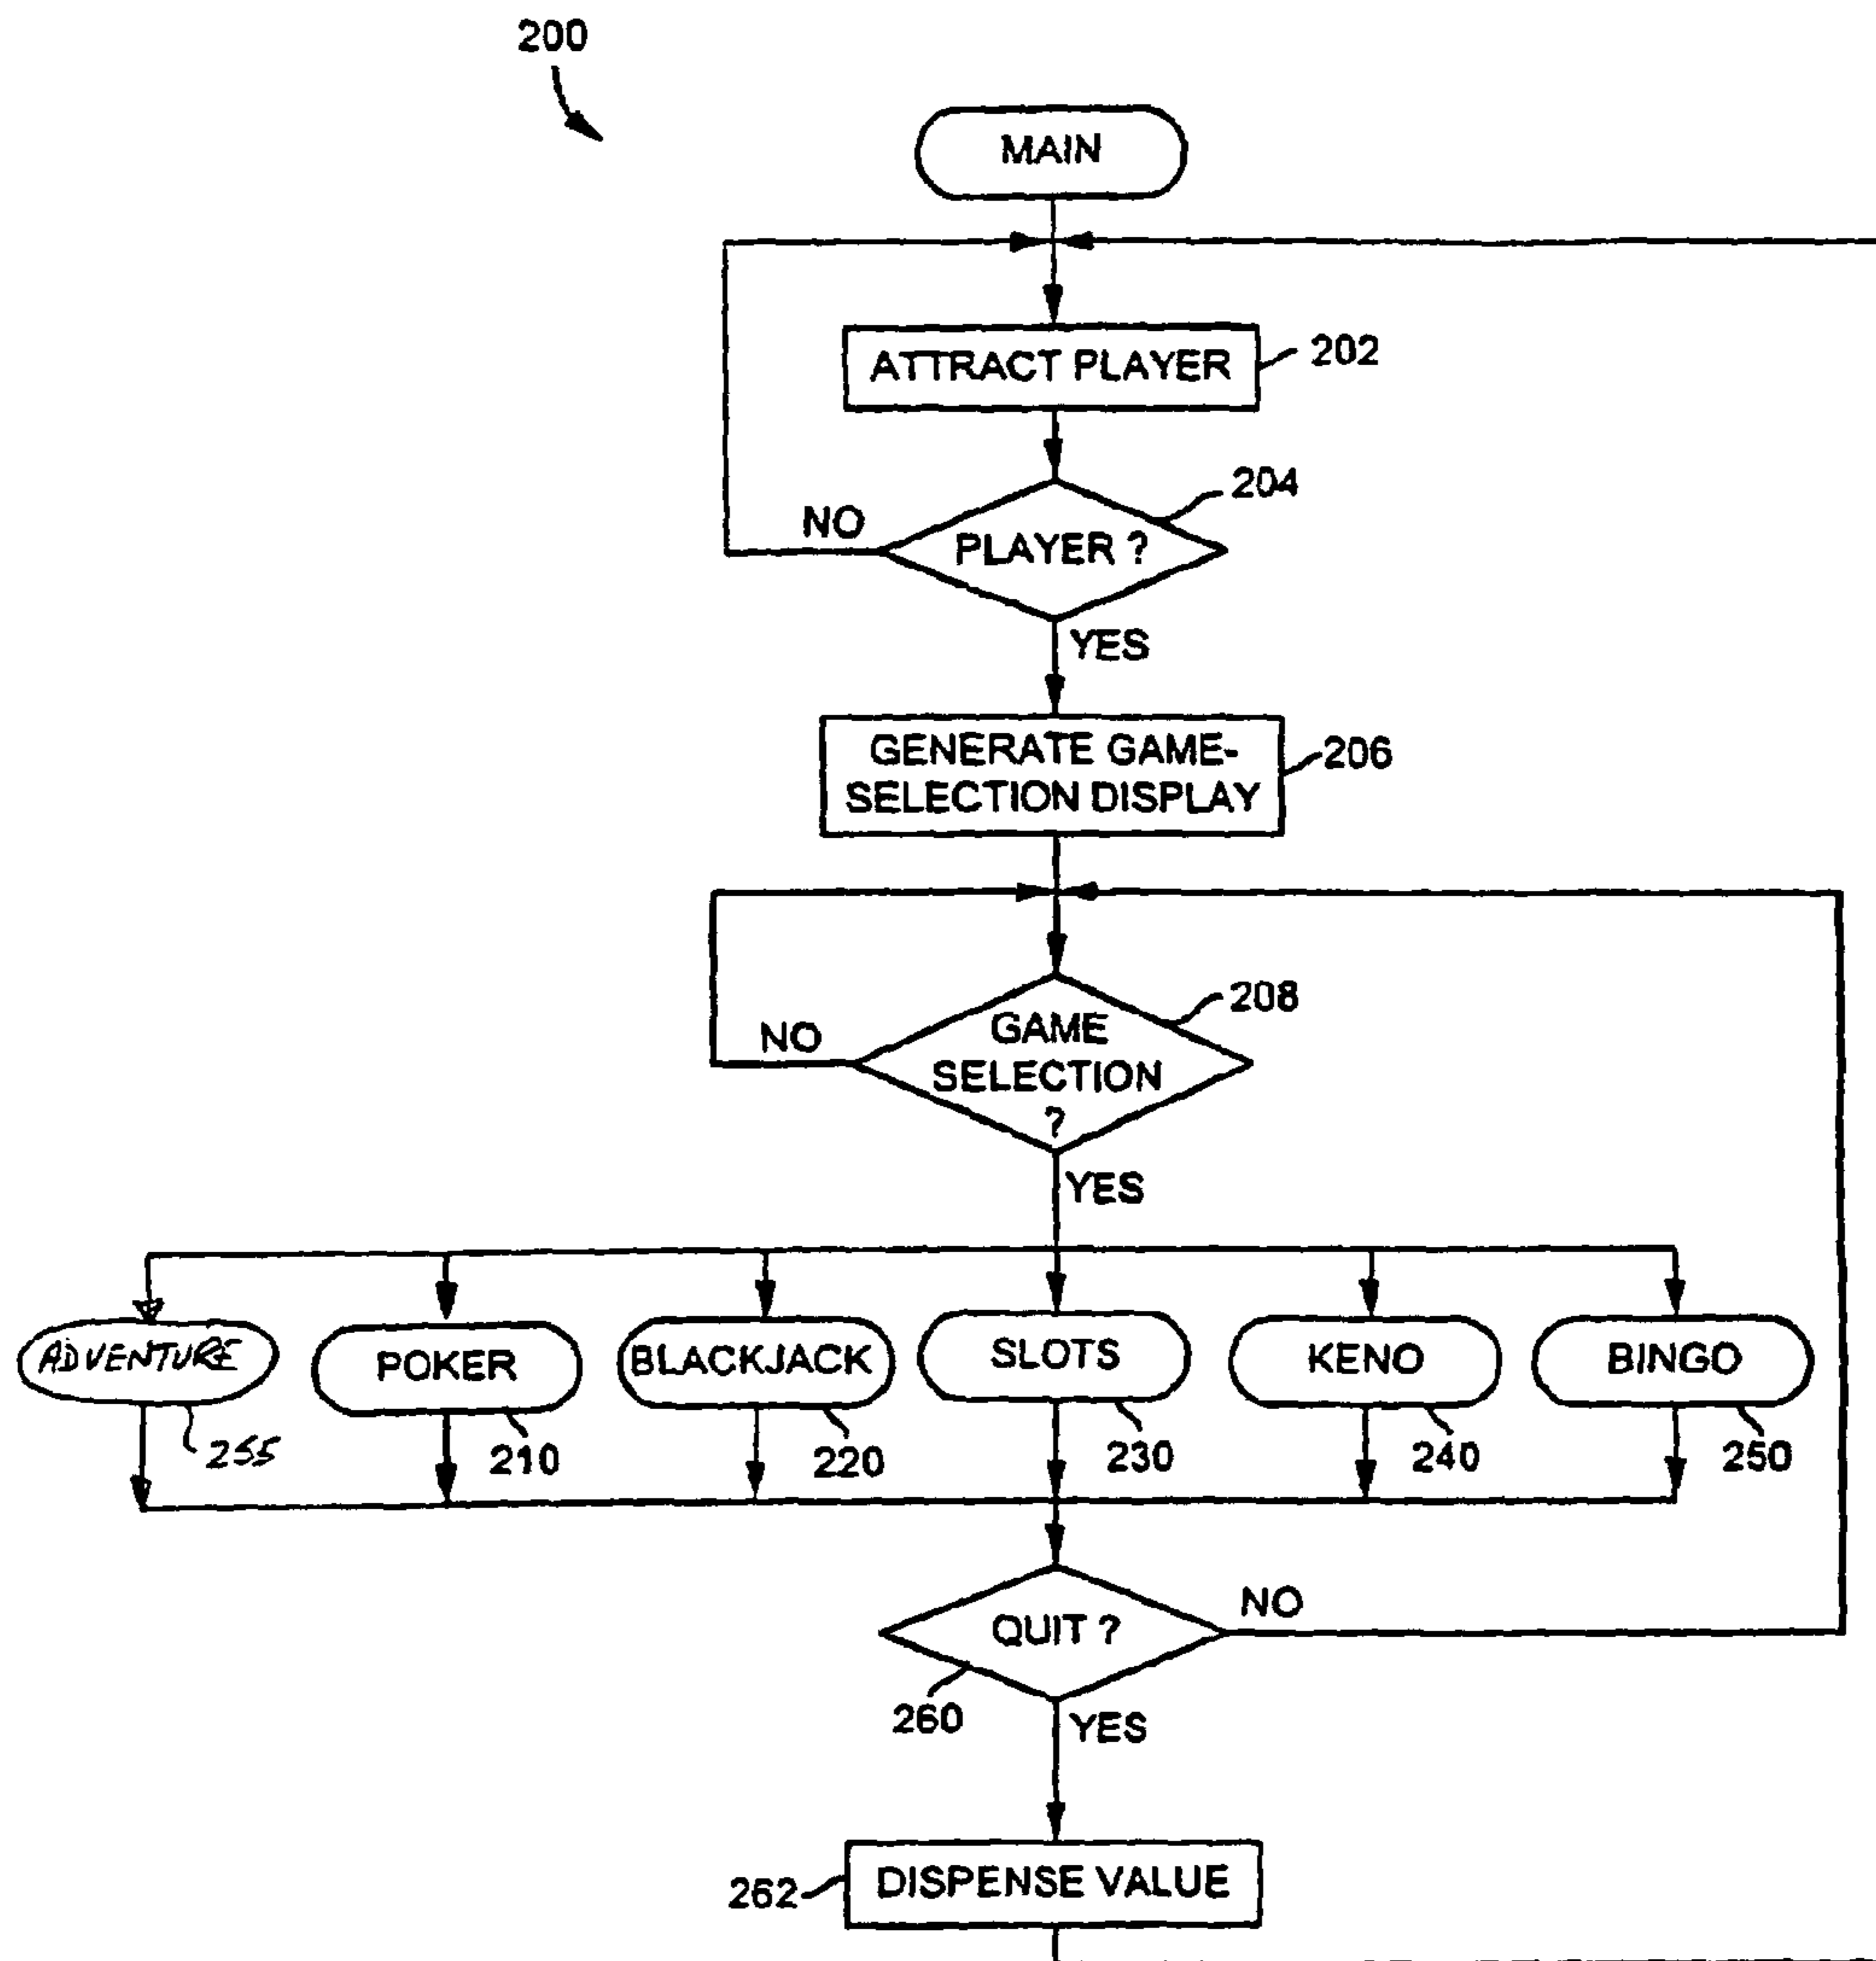 200
MAIN
ATTRACT PLAYER
202
204
NO
PLAYER ?
YES
GENERATE GAME-
SELECTION DISPLAY
206
208
NO
GAME
SELECTION
?
YES
ADVENTURE
POKER
BLACKJACK
SLOTS
KENO
BINGO
255
210
220
230
240
250
QUIT ?
NO
260
YES
262
DISPENSE VALUE